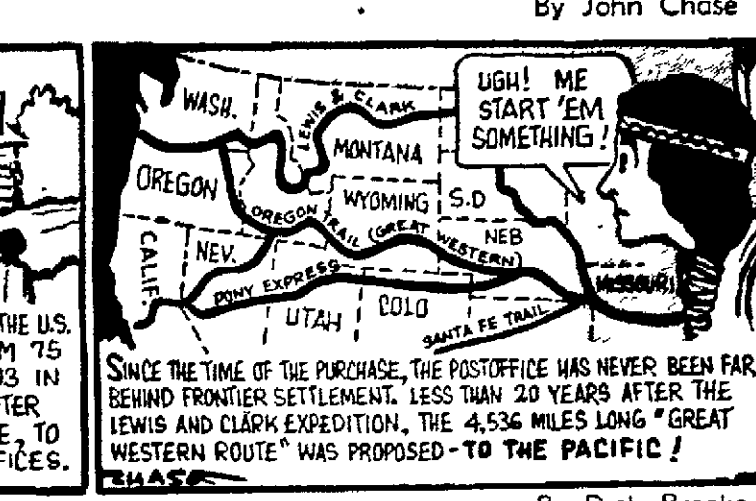 By John Chase
UGH! ME
START 'EM
SOMETHING!
WASH.
LEWIS & CLARK
MONTANA
OREGON
WYOMING
S.D
OREGON TRAIL (GREAT WESTERN)
NEB
CALIF.
NEV.
PONY EXPRESS
MISSOURI
UTAH
COLO
SANTA FE TRAIL
THE U.S.
M 75
03 IN
TER
E, TO
FICES.
SINCE THE TIME OF THE PURCHASE, THE POSTOFFICE HAS NEVER BEEN FAR
BEHIND FRONTIER SETTLEMENT. LESS THAN 20 YEARS AFTER THE
LEWIS AND CLARK EXPEDITION, THE 4,536 MILES LONG "GREAT
WESTERN ROUTE" WAS PROPOSED - TO THE PACIFIC!
CHASE